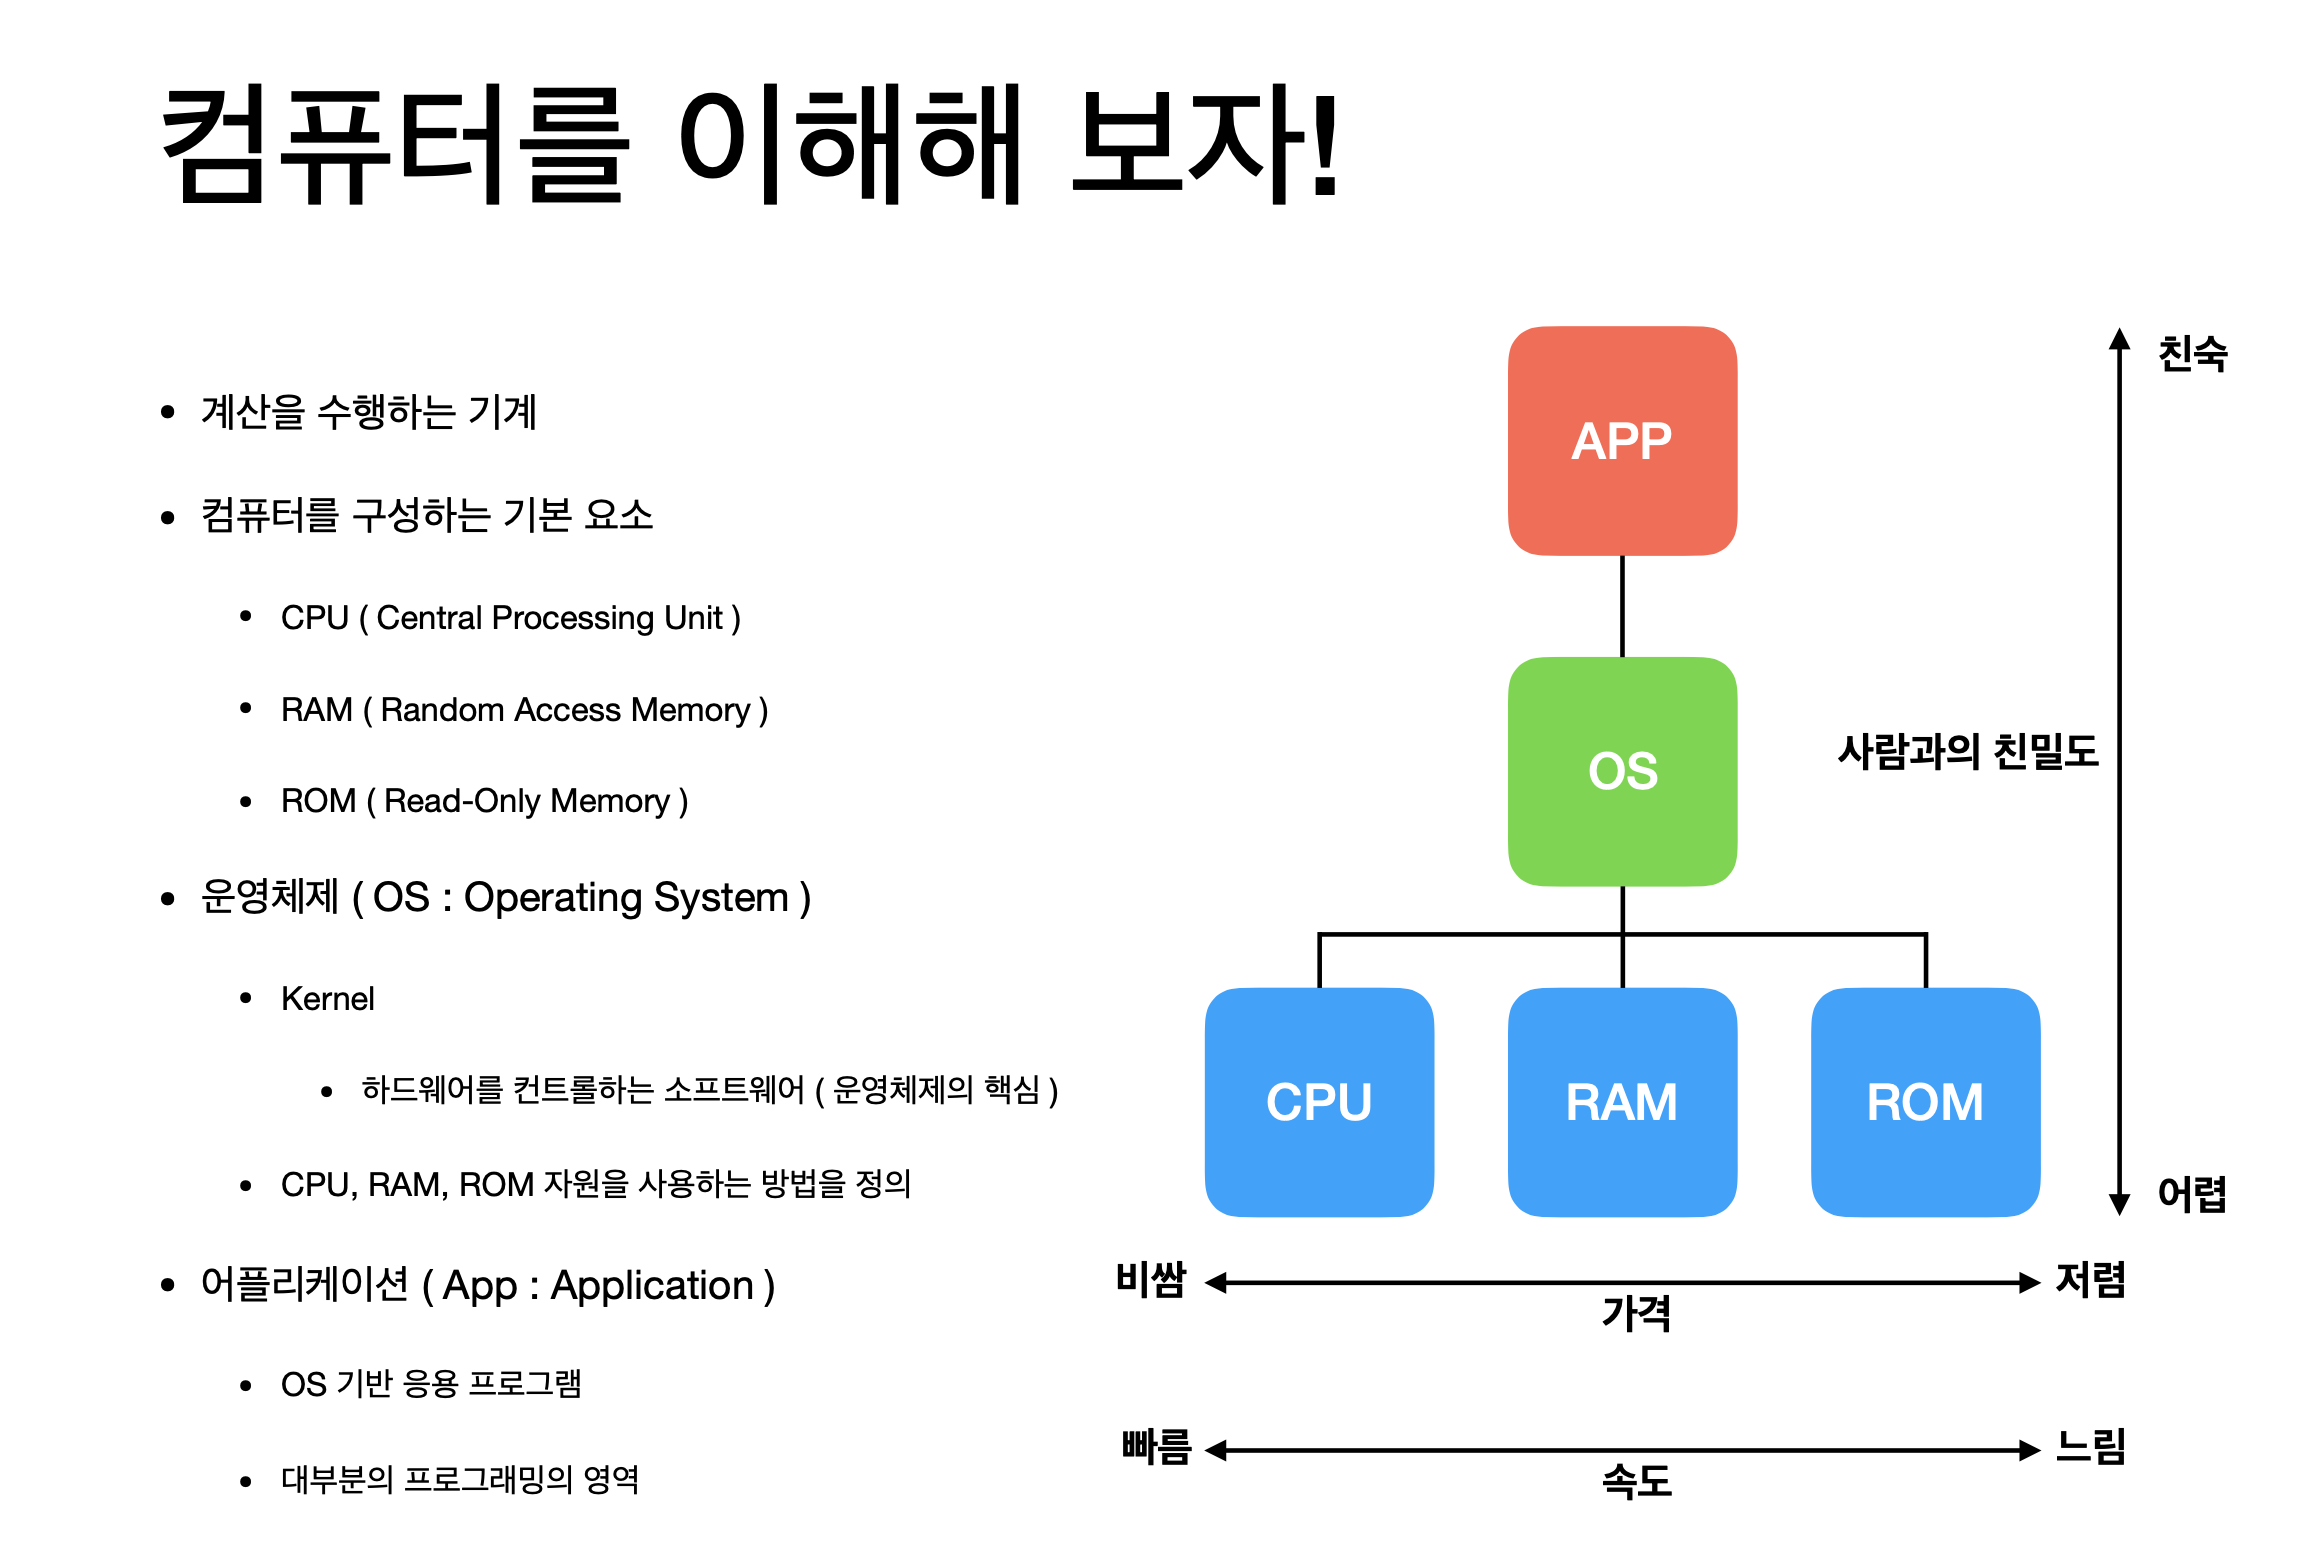 컴퓨터를 이해해 보자!
계산을 수행하는 기계
컴퓨터를 구성하는 기본 요소
CPU ( Central Processing Unit )
RAM ( Random Access Memory )
ROM ( Read-Only Memory )
운영체제 ( OS : Operating System )
Kernel
하드웨어를 컨트롤하는 소프트웨어 ( 운영체제의 핵심 )
CPU, RAM, ROM 자원을 사용하는 방법을 정의
어플리케이션 ( App : Application )
OS 기반 응용 프로그램
대부분의 프로그래밍의 영역
APP
OS
CPU
RAM
ROM
친숙
사람과의 친밀도
어렵
비쌈
가격
저렴
빠름
속도
느림